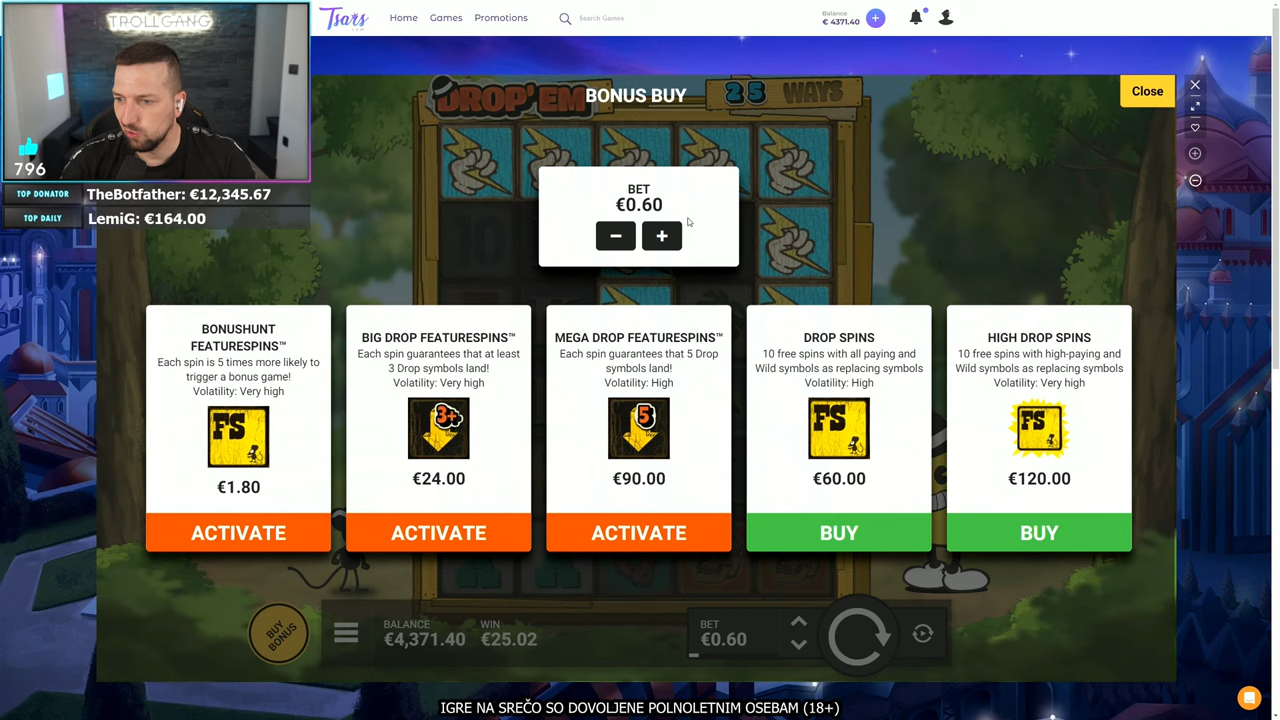 TROLLGANG
796
TOP DONATOR TheBotfather: €12,345.67
TOP DAILY LemiG: €164.00
Tsars
.com
Home Games Promotions
Search Games
Balance
€ 4371.40 +
DROP'EM
25 WAYS
BONUS BUY
Close
BET
€0.60
− +
BONUSHUNT
FEATURESPINS™
Each spin is 5 times more likely to
trigger a bonus game!
Volatility: Very high
FS
€1.80
ACTIVATE
BIG DROP FEATURESPINS™
Each spin guarantees that at least
3 Drop symbols land!
Volatility: Very high
3+
€24.00
ACTIVATE
MEGA DROP FEATURESPINS™
Each spin guarantees that 5 Drop
symbols land!
Volatility: High
5
€90.00
ACTIVATE
DROP SPINS
10 free spins with all paying and
Wild symbols as replacing symbols
Volatility: High
FS
€60.00
BUY
HIGH DROP SPINS
10 free spins with high-paying and
Wild symbols as replacing symbols
Volatility: Very high
FS
€120.00
BUY
BUY
BONUS
BALANCE
€4,371.40
WIN
€25.02
BET
€0.60
IGRE NA SREČO SO DOVOLJENE POLNOLETNIM OSEBAM (18+)